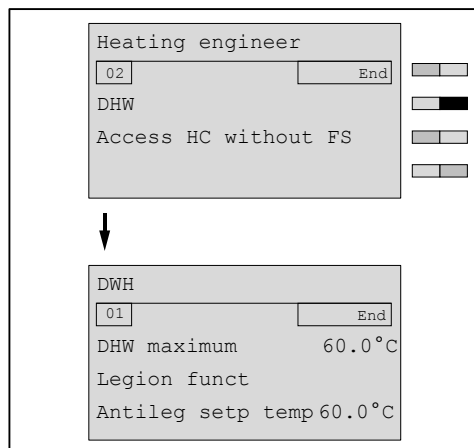 Heating engineer
02 End
DHW
Access HC without FS
DWH
01 End
DHW maximum 60.0°C
Legion funct
Antileg setp temp 60.0°C